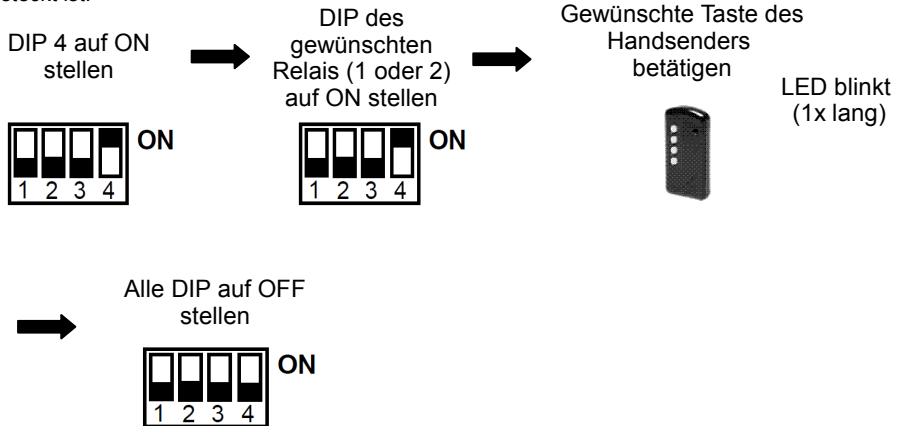 DIP 4 auf ON
stellen
ON
1 2 3 4
DIP des
gewünschten
Relais (1 oder 2)
auf ON stellen
ON
1 2 3 4
Gewünschte Taste des
Handsenders
betätigen
LED blinkt
(1x lang)
Alle DIP auf OFF
stellen
ON
1 2 3 4